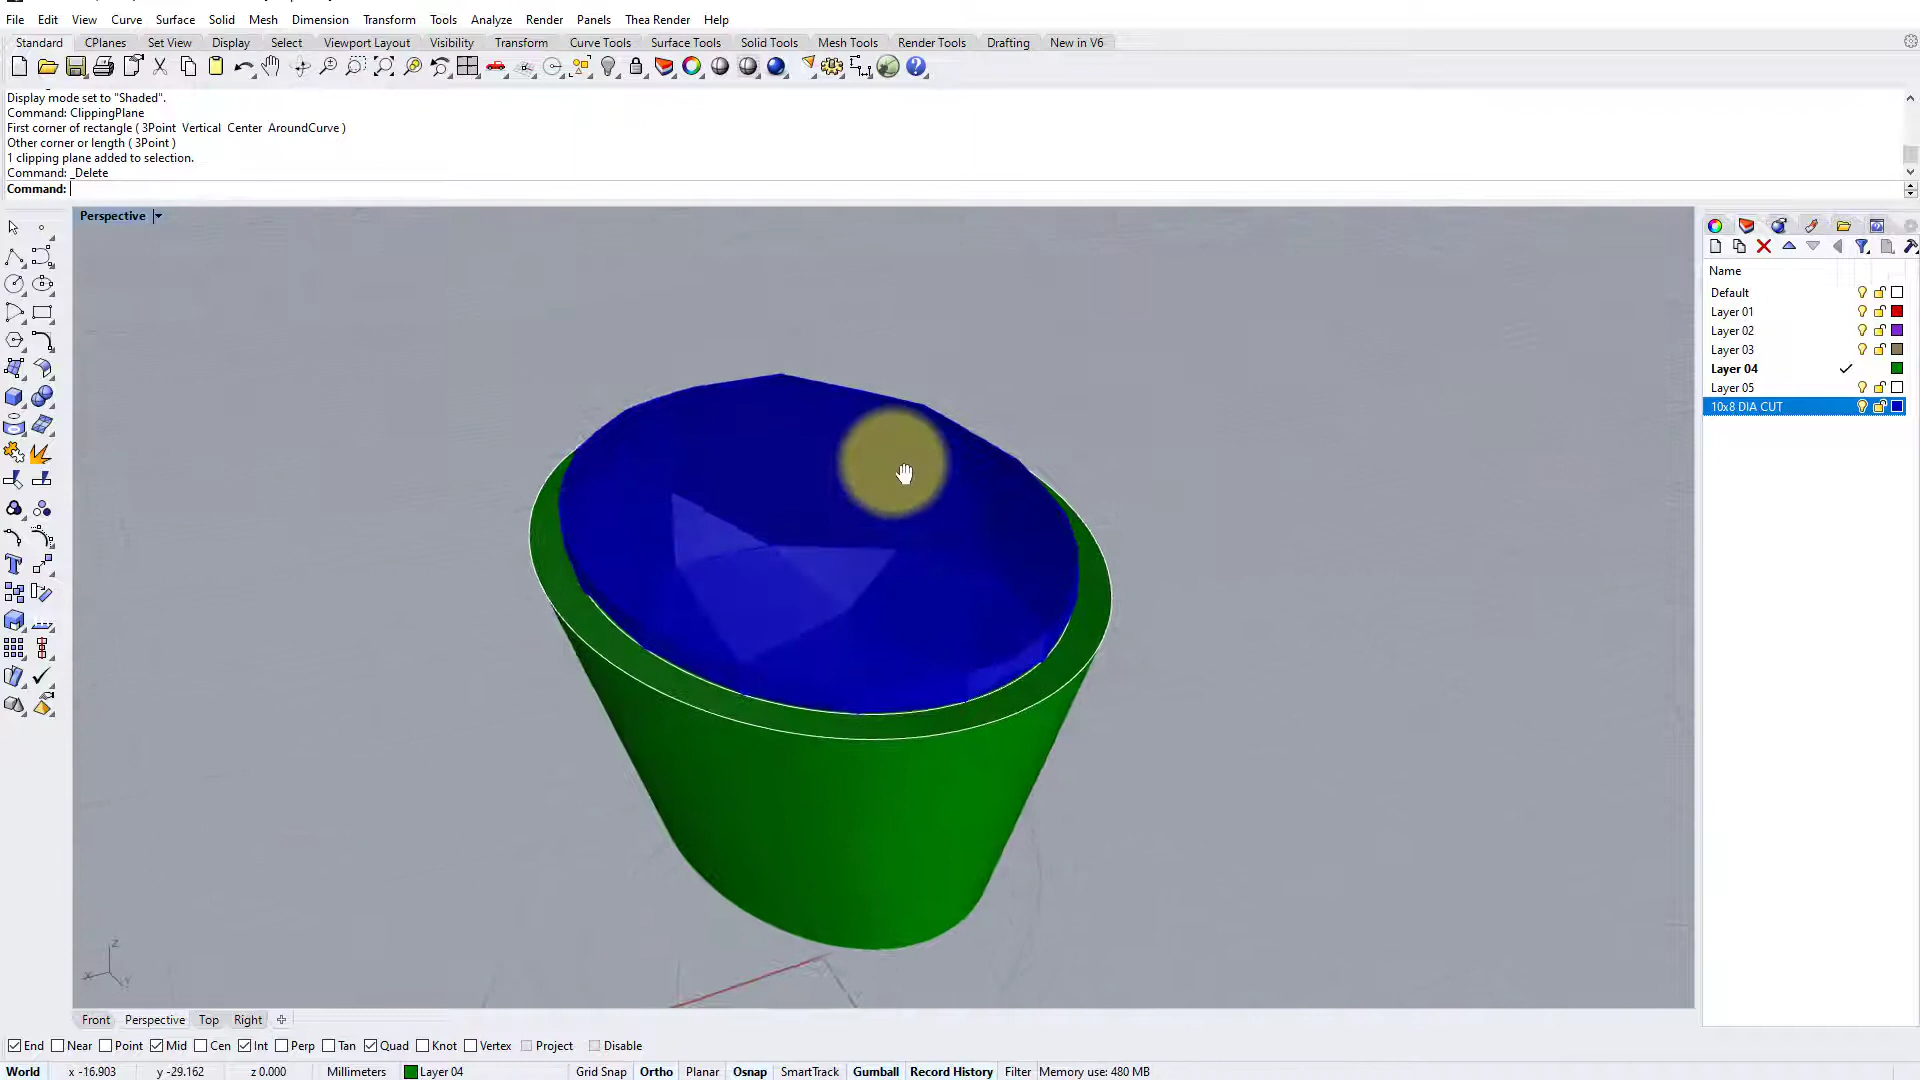 File Edit View Curve Surface Solid Mesh Dimension Transform Tools Analyze Render Panels Thea Render Help
Standard CPlanes Set View Display Select Viewport Layout Visibility Transform Curve Tools Surface Tools Solid Tools Mesh Tools Render Tools Drafting New in V6
Display mode set to "Shaded".
Command: ClippingPlane
First corner of rectangle ( 3Point Vertical Center AroundCurve )
Other corner or length ( 3Point )
1 clipping plane added to selection.
Command: _Delete
Command:
Perspective
Name
Default
Layer 01
Layer 02
Layer 03
Layer 04
Layer 05
10x8 DIA CUT
z
x
y
Front Perspective Top Right
End Near Point Mid Cen Int Perp Tan Quad Knot Vertex Project Disable
World x -16.903 y -29.162 z 0.000 Millimeters Layer 04 Grid Snap Ortho Planar Osnap SmartTrack Gumball Record History Filter Memory use: 480 MB